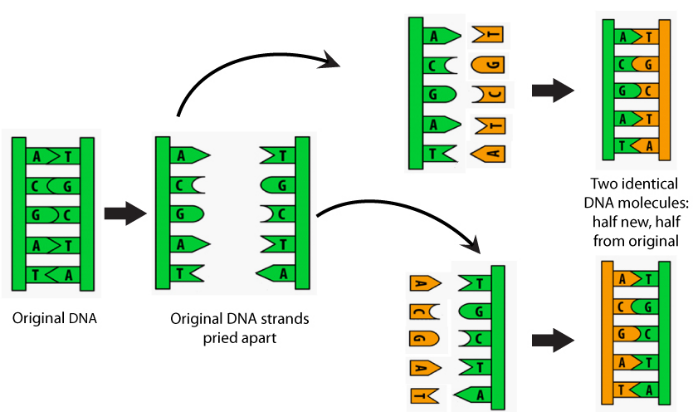 A T
C G
G C
A T
T A
Original DNA
A T
C G
G C
A T
T A
Original DNA strands
pried apart
A T
C G
G C
A T
T A
A T
C G
G C
A T
T A
Two identical
DNA molecules:
half new, half
from original
A T
C G
G C
A T
T A
A T
C G
G C
A T
T A